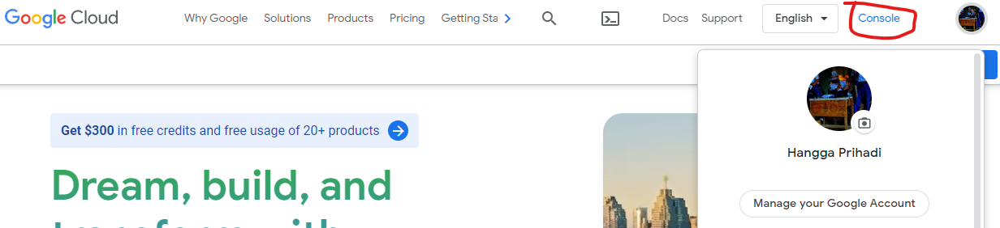 Google Cloud Why Google Solutions Products Pricing Getting Sta Docs Support English Console
Get $300 in free credits and free usage of 20+ products
Dream, build, and
Hangga Prihadi
Manage your Google Account